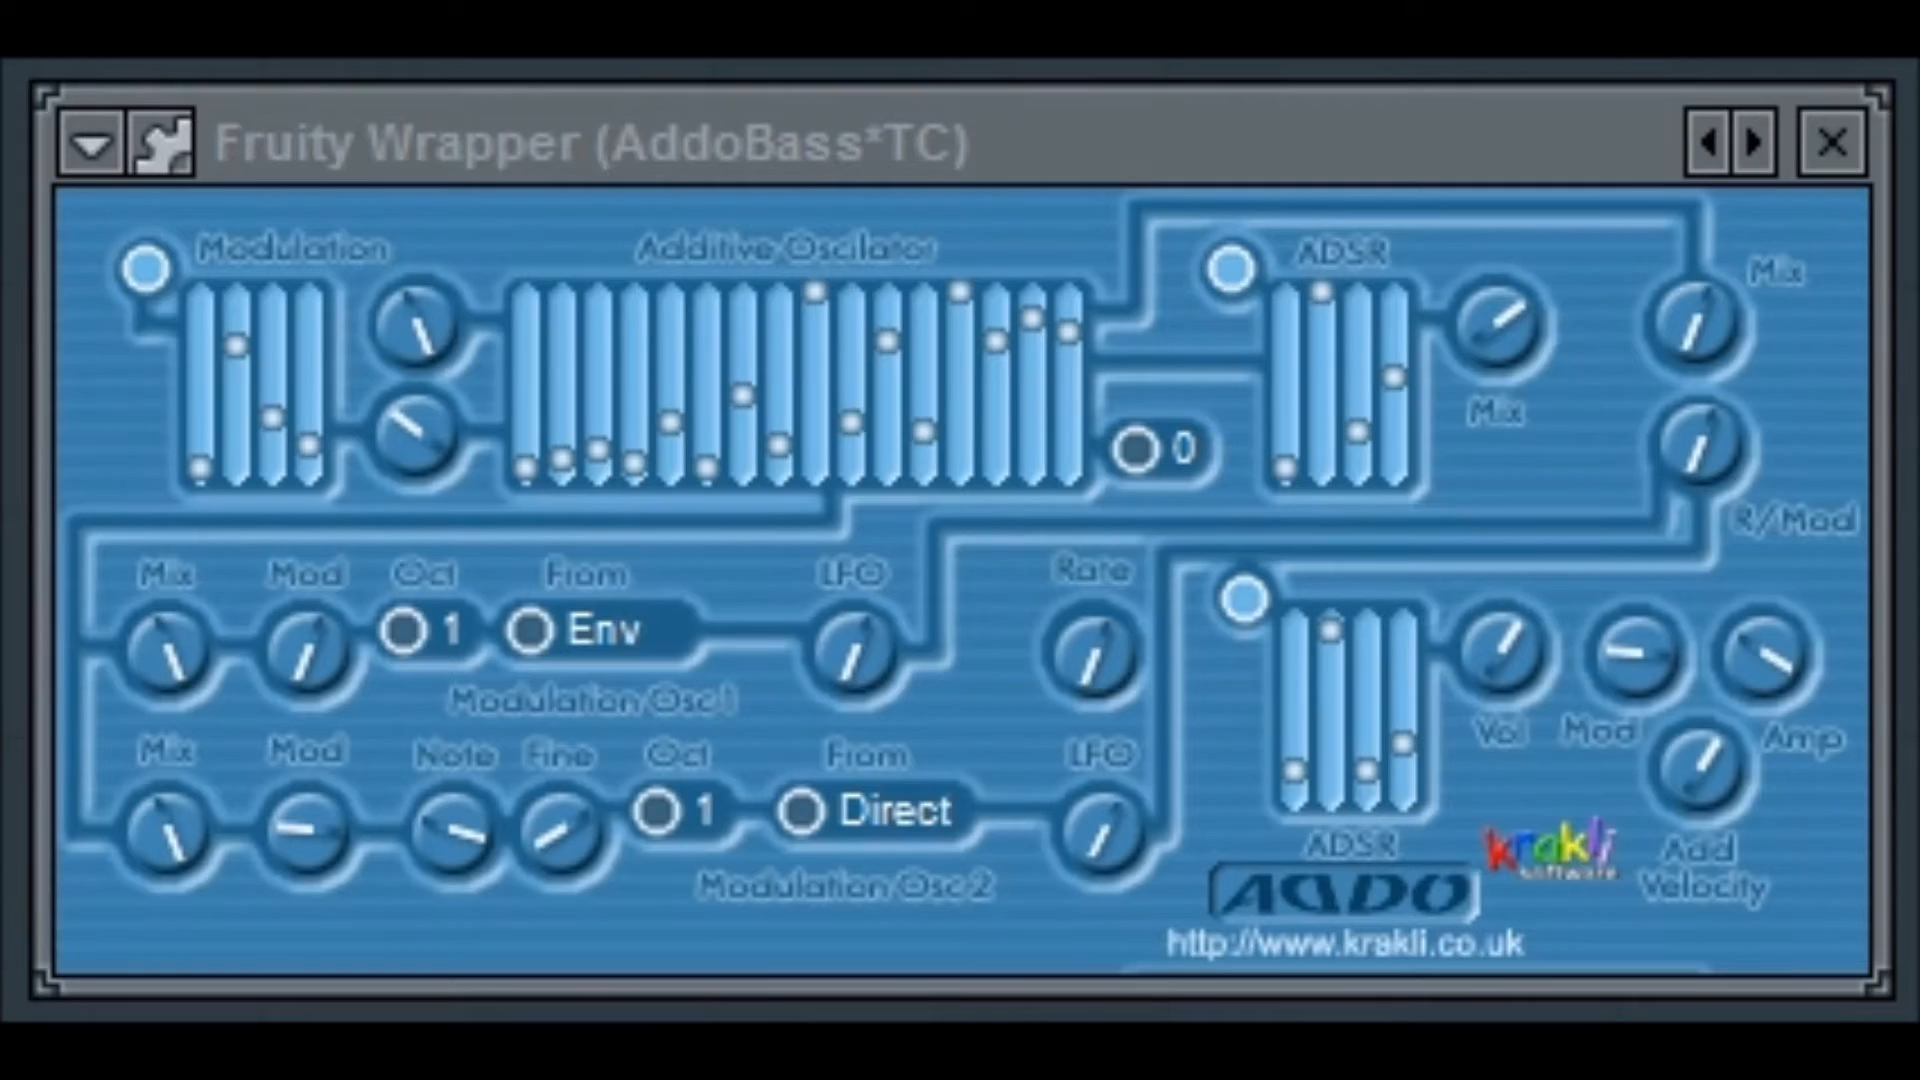 Fruity Wrapper (AddoBass*TC)
Modulation
Additive Oscilator
ADSR
Mix
Mix
0
R/Mod
Mix Mod Oct From LFO Rate
1 Env
Modulation Osc 1
Vol Mod Amp
Mix Mod Note Fine Oct From LFO
1 Direct
Modulation Osc 2
ADSR
krakli
software
Add
Velocity
ADDO
http://www.krakli.co.uk